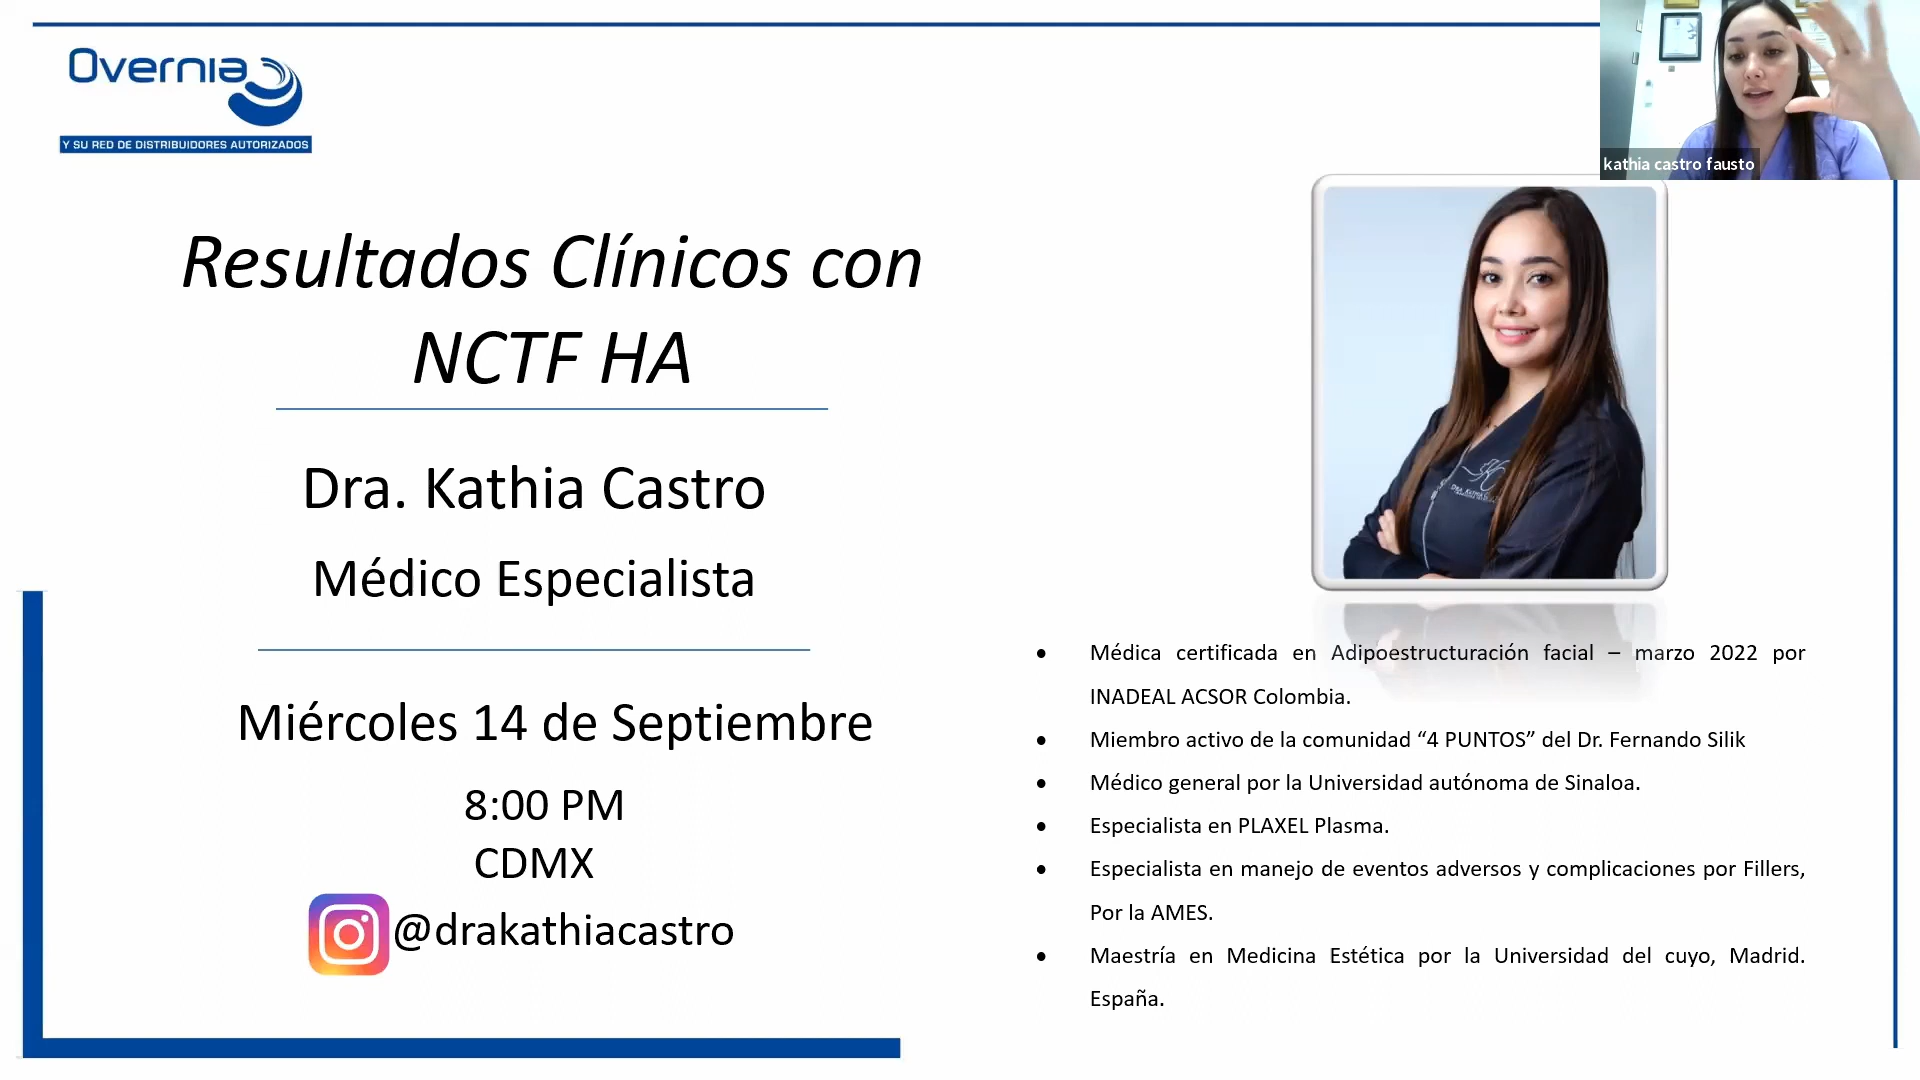 Overnia
Y SU RED DE DISTRIBUIDORES AUTORIZADOS
kathia castro fausto
Resultados Clínicos con
NCTF HA
Dra. Kathia Castro
Médico Especialista
Miércoles 14 de Septiembre
8:00 PM
CDMX
@drakathiacastro
• Médica certificada en Adipoestructuración facial – marzo 2022 por
INADEAL ACSOR Colombia.
• Miembro activo de la comunidad “4 PUNTOS” del Dr. Fernando Silik
• Médico general por la Universidad autónoma de Sinaloa.
• Especialista en PLAXEL Plasma.
• Especialista en manejo de eventos adversos y complicaciones por Fillers,
Por la AMES.
• Maestría en Medicina Estética por la Universidad del cuyo, Madrid.
España.